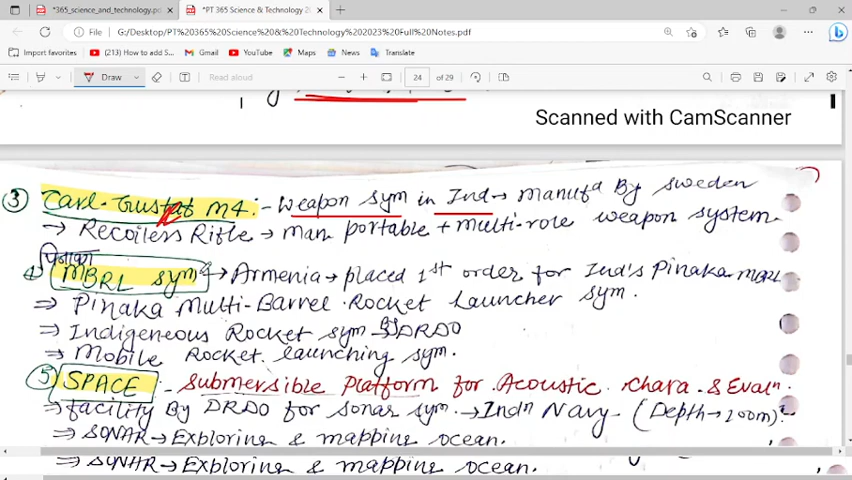 *365_science_and_technology.pdf
*PT 365 Science & Technology 2
File
G:/Desktop/PT%20365%20Science%20&%20Technology%202023%20Full%20Notes.pdf
Import favorites
(213) How to add S...
Gmail
YouTube
Maps
News
Translate
Draw
Read aloud
24
of 29
Scanned with CamScanner
③ Carl-Gustaf M4:- Weapon sym in Ind → Manufa By Sweden
→ Recoiless Rifle → man portable + multi-role weapon system.
पिनाका
4) MBRL sym → Armenia → placed 1st order for Ind's Pinaka MBRL
⇒ Pinaka Multi-Barrel Rocket Launcher sym.
⇒ Indigeneous Rocket sym → By DRDO
⇒ Mobile Rocket launching sym.
⑤ SPACE - Submersible Platform for Acoustic Chara. & Evaln.
⇒ facility By DRDO for sonar sym. → Indn Navy - (Depth → 100m)
⇒ SONAR → Exploring & mapping ocean.
⇒ SONAR → Exploring & mapping ocean.